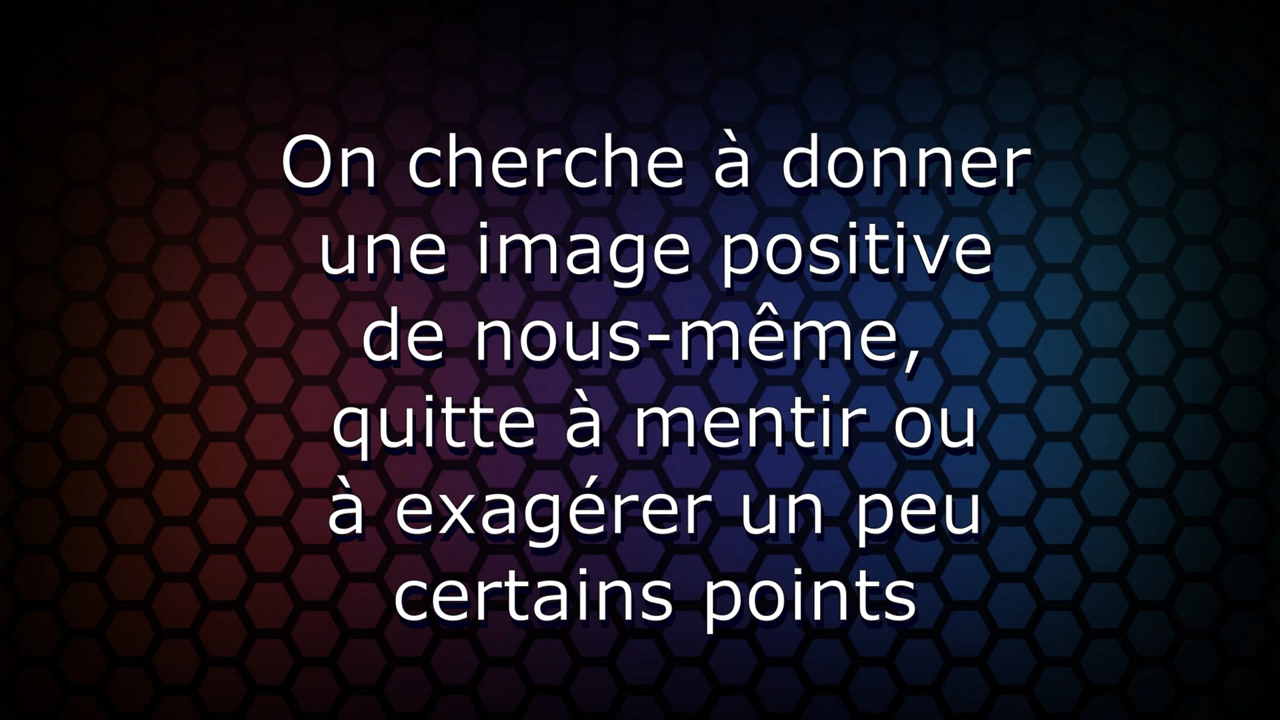 On cherche à donner
une image positive
de nous-même,
quitte à mentir ou
à exagérer un peu
certains points